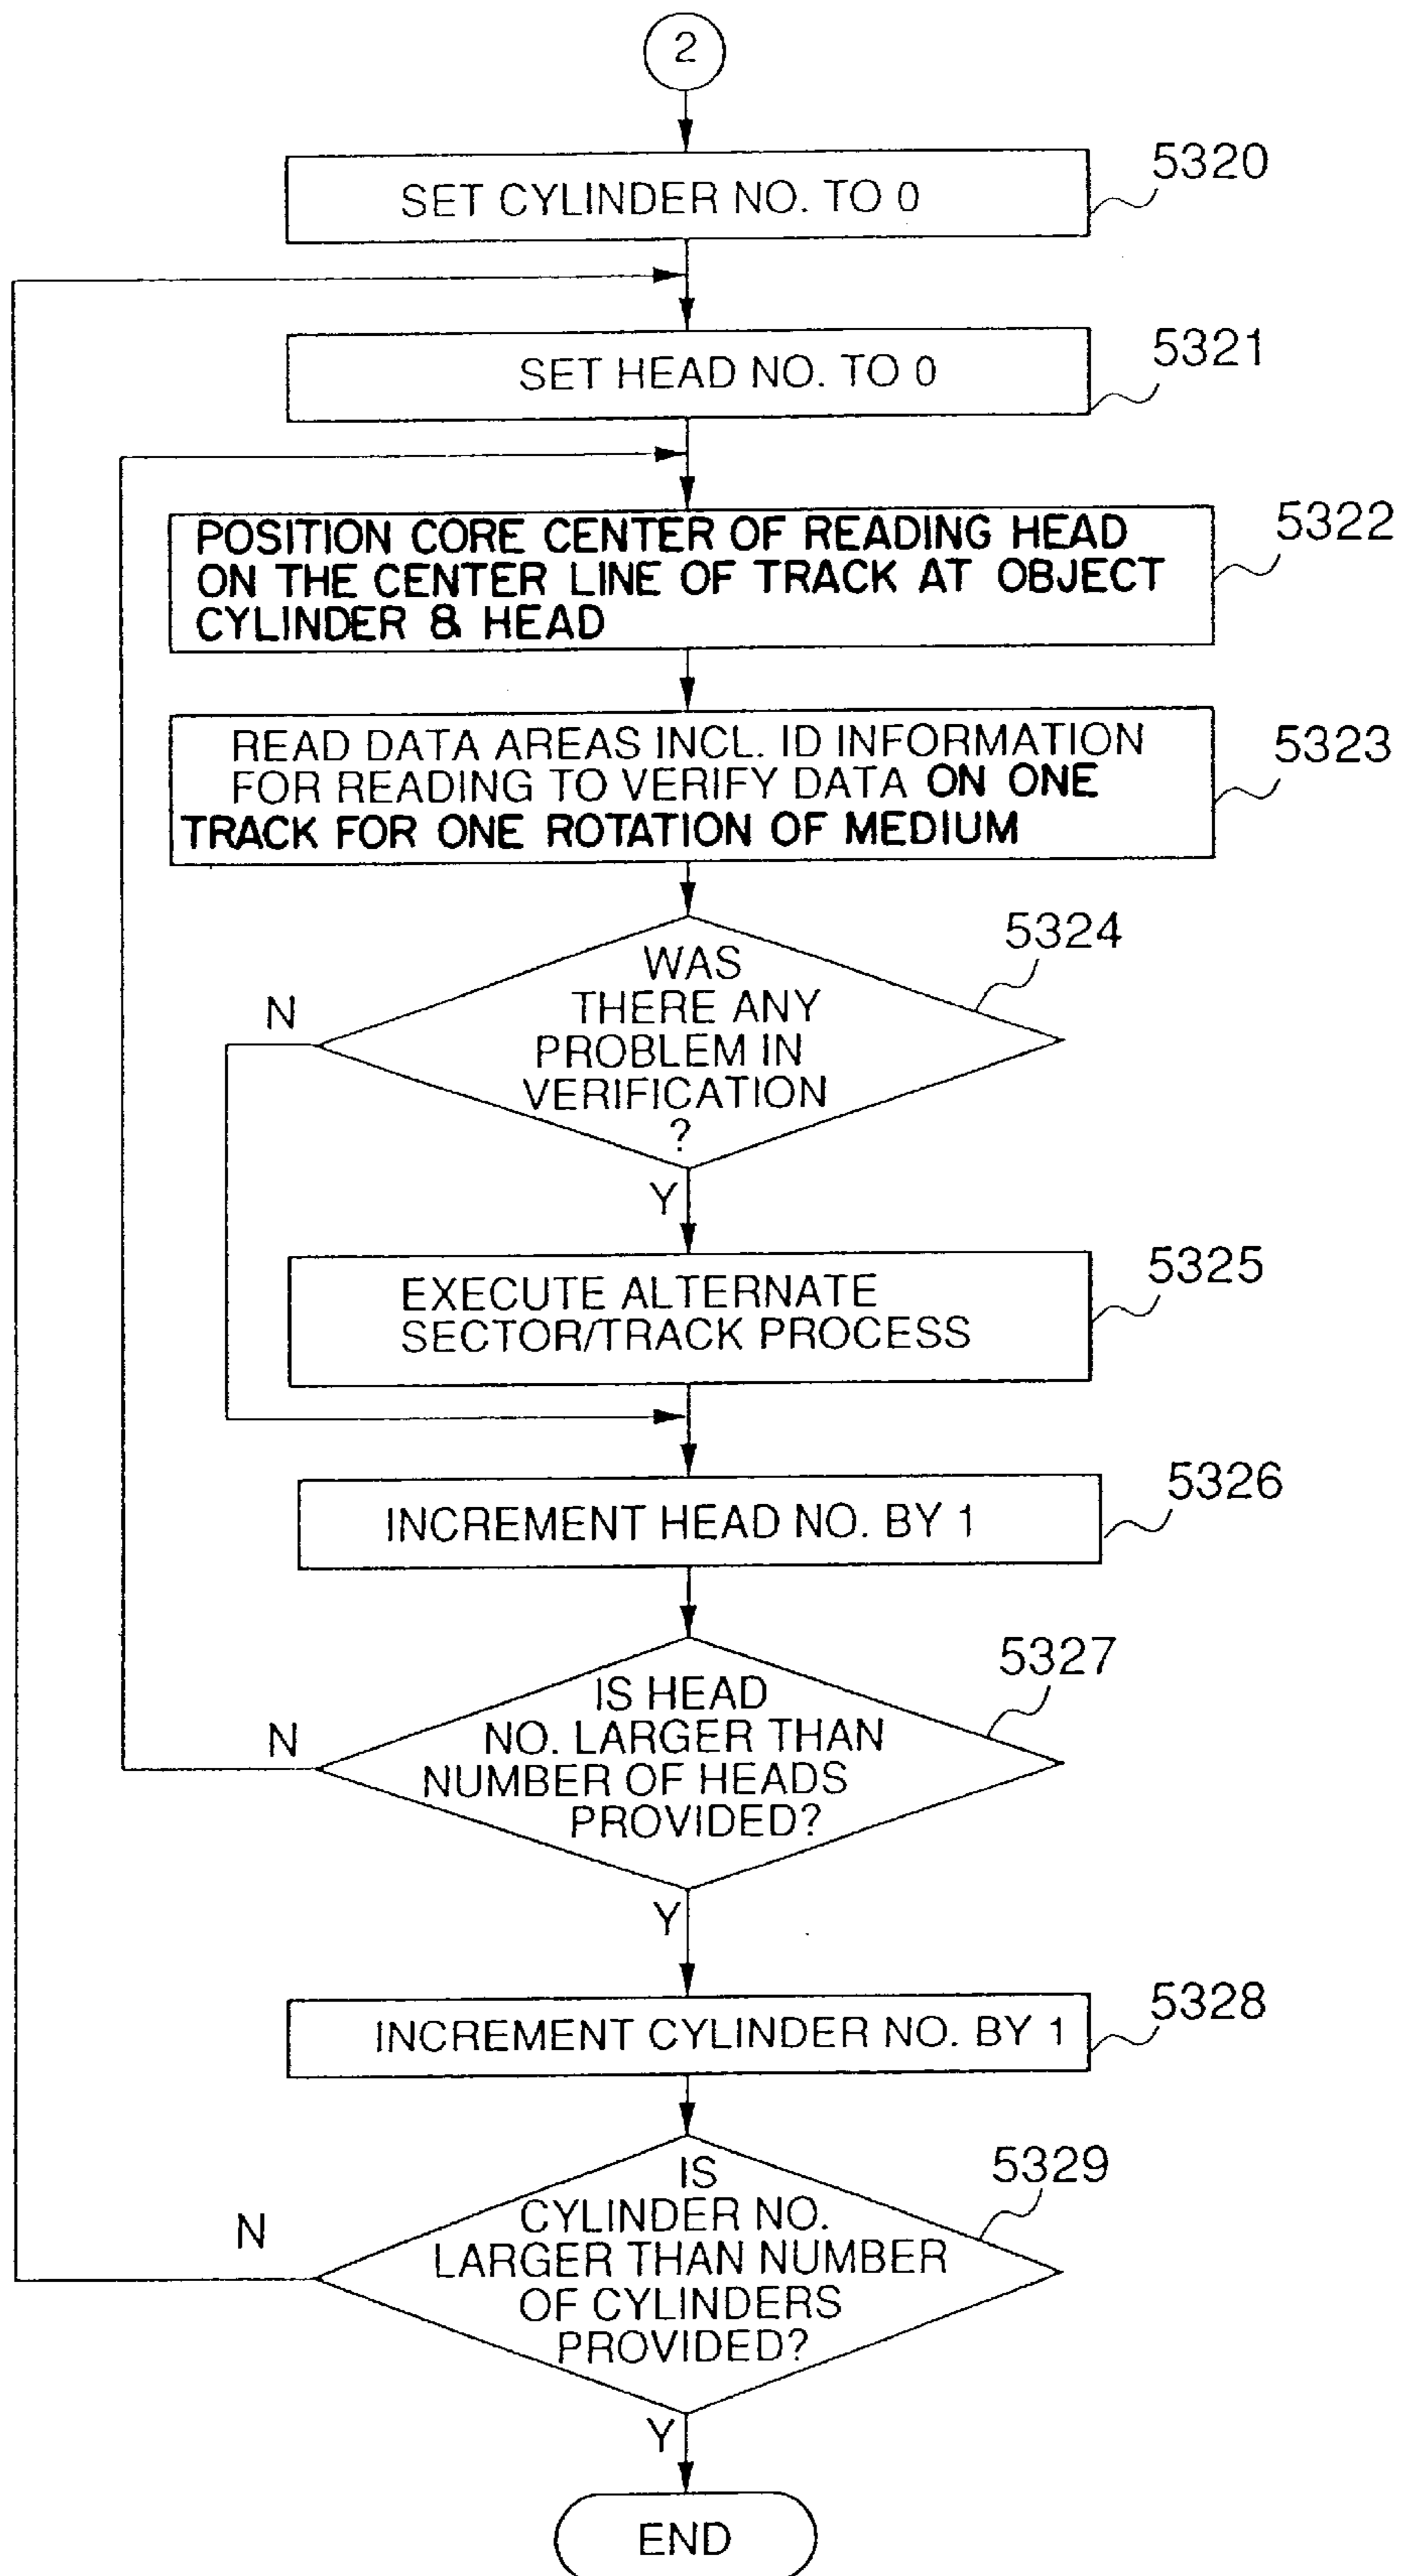 2
SET CYLINDER NO. TO 0
5320
SET HEAD NO. TO 0
5321
POSITION CORE CENTER OF READING HEAD
ON THE CENTER LINE OF TRACK AT OBJECT
CYLINDER & HEAD
5322
READ DATA AREAS INCL. ID INFORMATION
FOR READING TO VERIFY DATA ON ONE
TRACK FOR ONE ROTATION OF MEDIUM
5323
WAS
THERE ANY
PROBLEM IN
VERIFICATION
?
5324
N
Y
EXECUTE ALTERNATE
SECTOR/TRACK PROCESS
5325
INCREMENT HEAD NO. BY 1
5326
IS HEAD
NO. LARGER THAN
NUMBER OF HEADS
PROVIDED?
5327
N
Y
INCREMENT CYLINDER NO. BY 1
5328
IS
CYLINDER NO.
LARGER THAN NUMBER
OF CYLINDERS
PROVIDED?
5329
N
Y
END